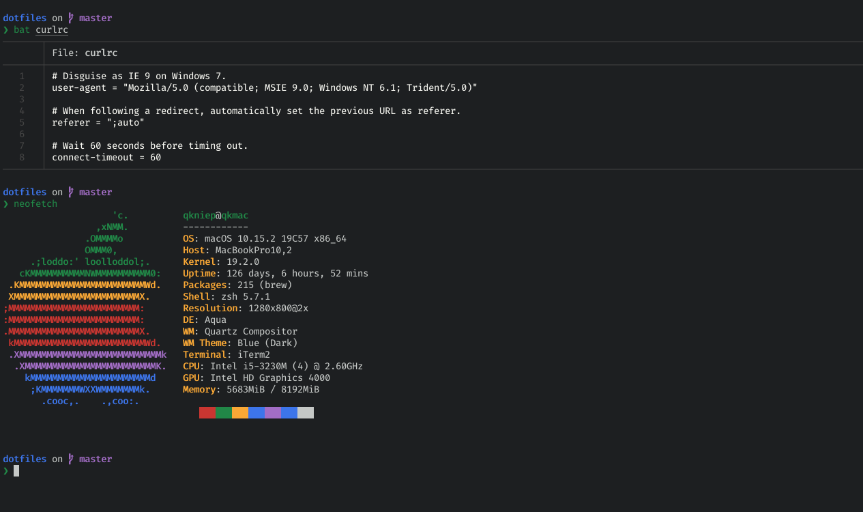 dotfiles on master
❯ bat curlrc
File: curlrc
1 # Disguise as IE 9 on Windows 7.
2 user-agent = "Mozilla/5.0 (compatible; MSIE 9.0; Windows NT 6.1; Trident/5.0)"
3
4 # When following a redirect, automatically set the previous URL as referer.
5 referer = ";auto"
6
7 # Wait 60 seconds before timing out.
8 connect-timeout = 60
dotfiles on master
❯ neofetch
'c. qkniep@qkmac
,xNMM. ------------
.OMMMMo OS: macOS 10.15.2 19C57 x86_64
OMMM0, Host: MacBookPro10,2
.;loddo:' loolloddol;. Kernel: 19.2.0
cKMMMMMMMMMMNWMMMMMMMMMM0: Uptime: 126 days, 6 hours, 52 mins
.KMMMMMMMMMMMMMMMMMMMMMMMWd. Packages: 215 (brew)
XMMMMMMMMMMMMMMMMMMMMMMMX. Shell: zsh 5.7.1
;MMMMMMMMMMMMMMMMMMMMMMMM: Resolution: 1280x800@2x
:MMMMMMMMMMMMMMMMMMMMMMMM: DE: Aqua
.MMMMMMMMMMMMMMMMMMMMMMMMX. WM: Quartz Compositor
kMMMMMMMMMMMMMMMMMMMMMMMMWd. WM Theme: Blue (Dark)
.XMMMMMMMMMMMMMMMMMMMMMMMMMMk Terminal: iTerm2
.XMMMMMMMMMMMMMMMMMMMMMMMMK. CPU: Intel i5-3230M (4) @ 2.60GHz
kMMMMMMMMMMMMMMMMMMMMMMd GPU: Intel HD Graphics 4000
;KMMMMMMMWXXWMMMMMMMk. Memory: 5683MiB / 8192MiB
.cooc,. .,coo:.
dotfiles on master
❯